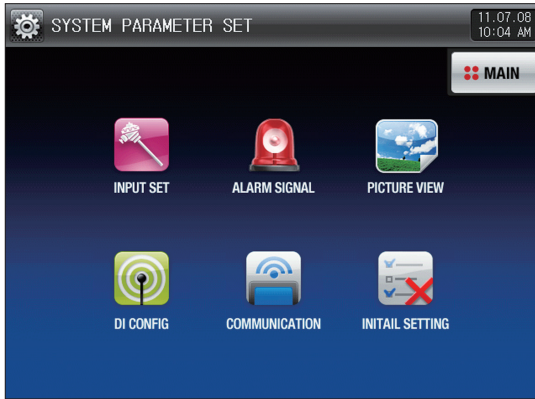 SYSTEM PARAMETER SET
11.07.08
10:04 AM
MAIN
INPUT SET
ALARM SIGNAL
PICTURE VIEW
DI CONFIG
COMMUNICATION
INITAIL SETTING